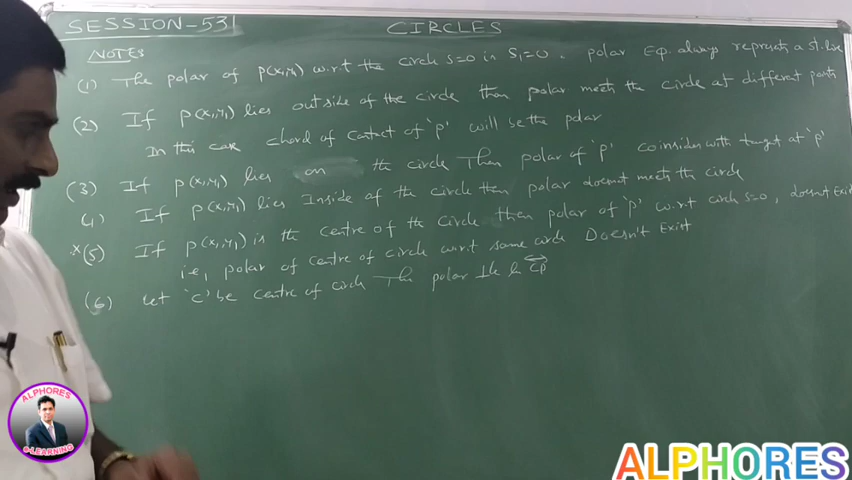 SESSION-531
CIRCLES
NOTES
(1) The polar of P(x1,y1) w.r.t the circle S=0 is S1=0. polar Eq. always represents a st.line
(2) If P(x1,y1) lies outside of the circle then polar meets the circle at different points
In this case chord of contact of 'P' will be the polar
(3) If P(x1,y1) lies on the circle Then polar of 'P' coinsides with tangt at 'P'
4) If P(x1,y1) lies Inside of the circle then polar doesnot meets the circle
*(5) If P(x1,y1) is the centre of the circle then polar of 'P' w.r.t circle S=0, doesnt Exist
i.e, polar of centre of circle w.r.t same circle Doesn't Exist
(6) Let 'C' be centre of circle The polar ⊥le to CP
ALPHORES
e-LEARNING
ALPHORES